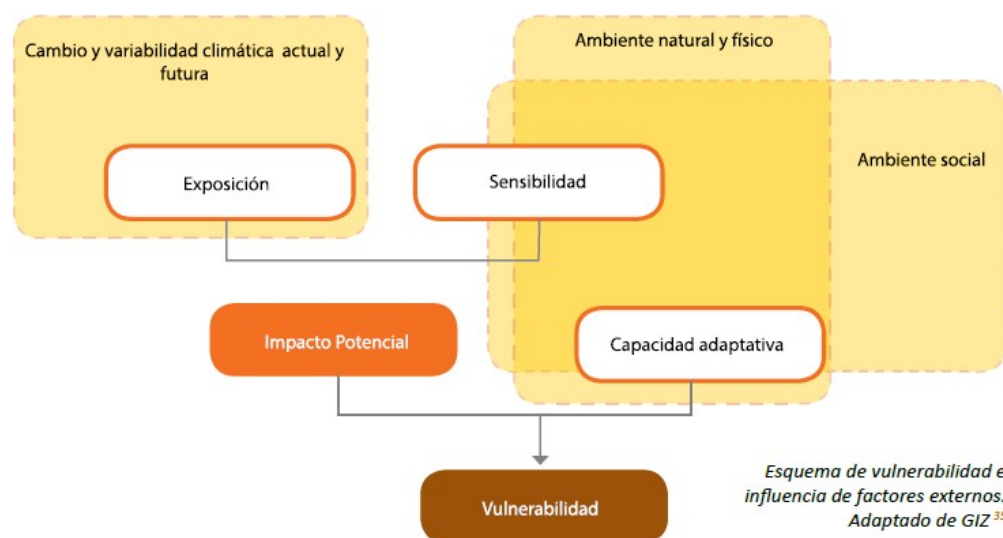 Cambio y variabilidad climática actual y
futura
Ambiente natural y físico
Ambiente social
Exposición
Sensibilidad
Impacto Potencial
Capacidad adaptativa
Vulnerabilidad
Esquema de vulnerabilidad e
influencia de factores externos.
Adaptado de GIZ 35